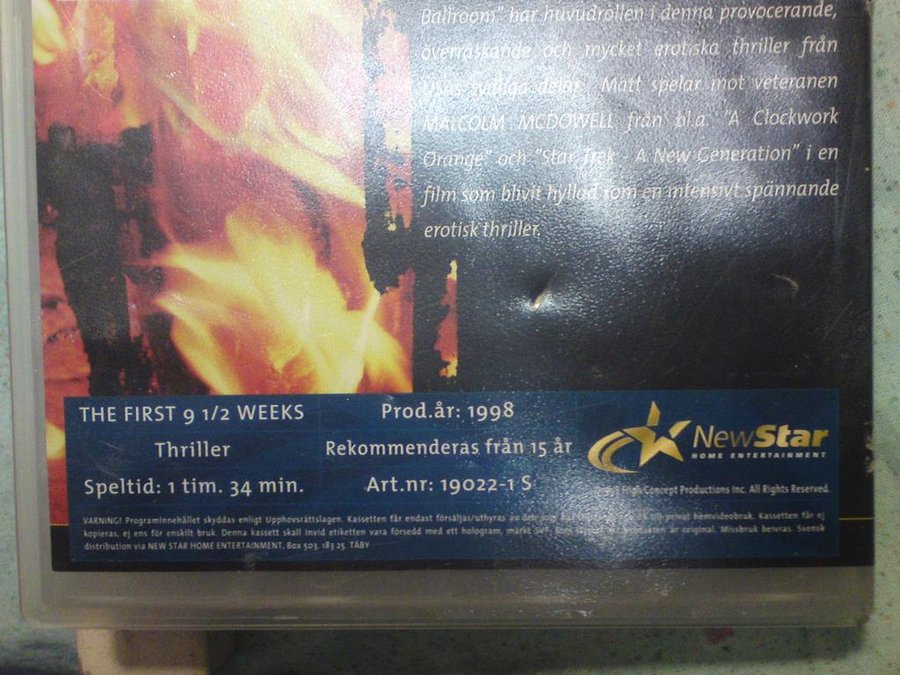 Ballroom" har huvudrollen i denna provocerande,
överraskande och mycket erotiska thriller från
USAs sydliga delar. Matt spelar mot veteranen
MALCOLM MCDOWELL från bl.a. "A Clockwork
Orange" och "Star Trek - A New Generation" i en
film som blivit hyllad som en intensivt spännande
erotisk thriller.
THE FIRST 9 1/2 WEEKS
Prod.år: 1998
Thriller
Rekommenderas från 15 år
Speltid: 1 tim. 34 min.
Art.nr: 19022-1 S
NewStar
HOME ENTERTAINMENT
High Concept Productions Inc. All Rights Reserved.
VARNING! Programinnehållet skyddas enligt Upphovsrättslagen. Kassetten får endast försäljas/uthyras av privat hemvideobruk. Kassetten får ej
kopieras, ej ens för enskilt bruk. Denna kassett skall invid etiketten vara försedd med ett hologram, märkt SVF, är original. Missbruk beivras. Svensk
distribution via NEW STAR HOME ENTERTAINMENT, Box 503, 183 25 TÄBY